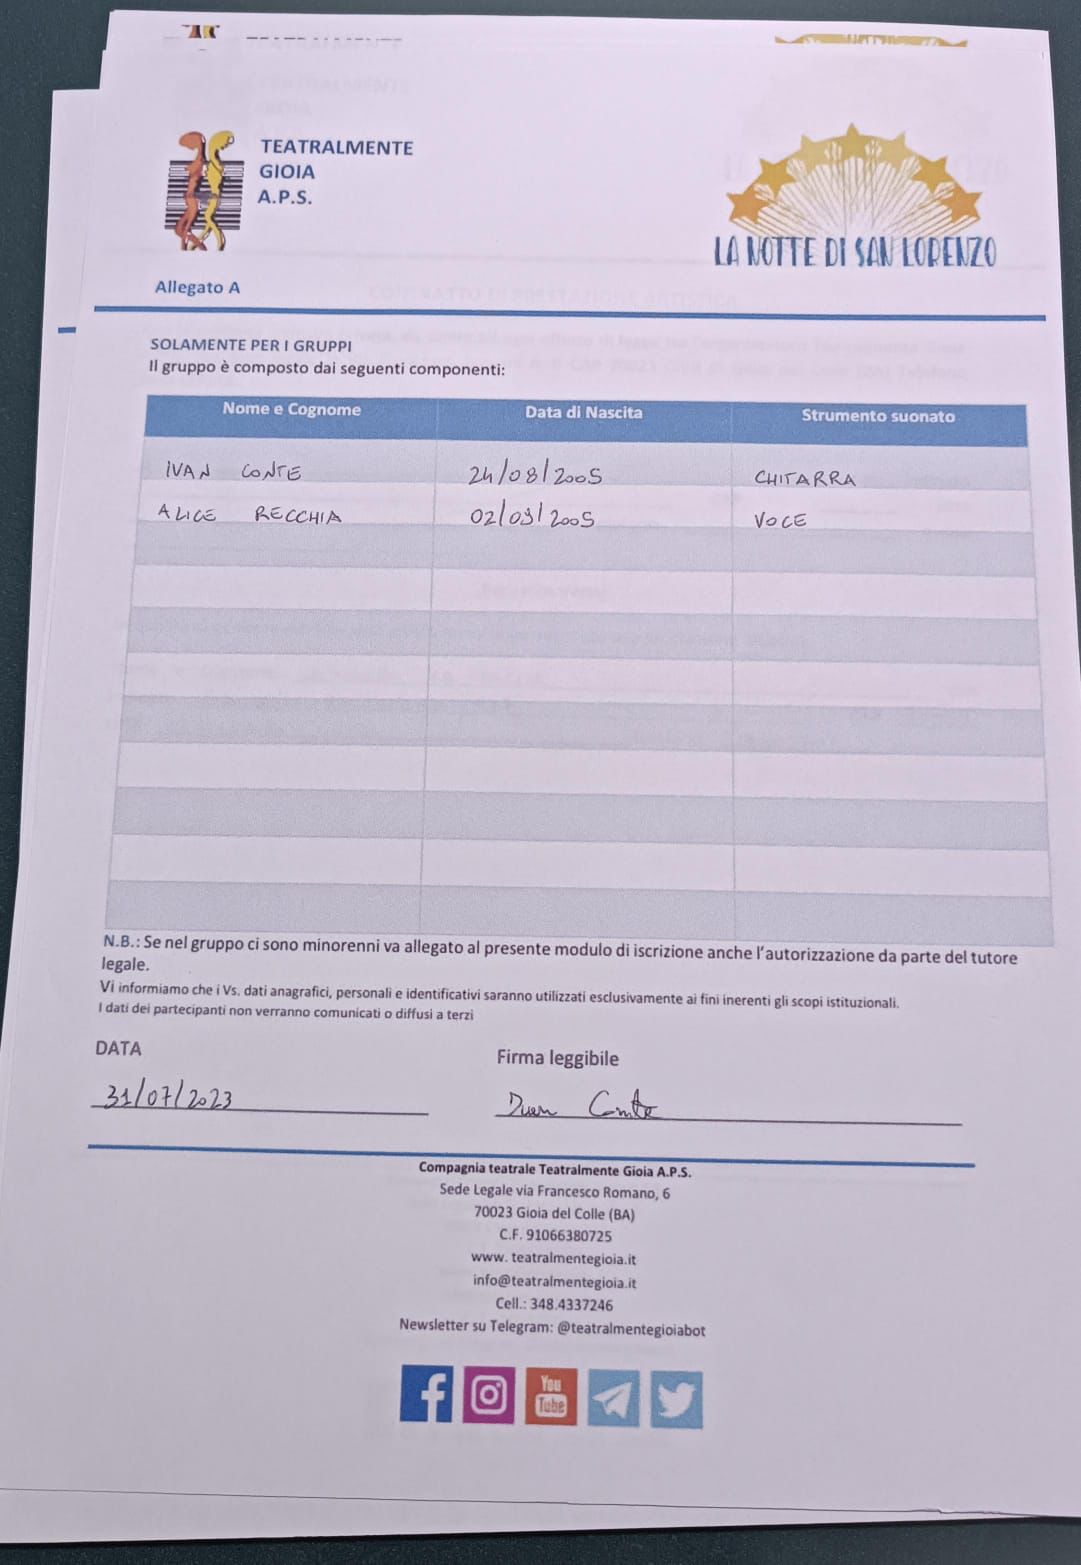 TEATRALMENTE
GIOIA
A.P.S.
LA NOTTE DI SAN LORENZO
Allegato A
SOLAMENTE PER I GRUPPI
Il gruppo è composto dai seguenti componenti:
Nome e Cognome Data di Nascita Strumento suonato
IVAN CONTE 24/08/2005 CHITARRA
ALICE RECCHIA 02/09/2005 VOCE
N.B.: Se nel gruppo ci sono minorenni va allegato al presente modulo di iscrizione anche l'autorizzazione da parte del tutore
legale.
Vi informiamo che i Vs. dati anagrafici, personali e identificativi saranno utilizzati esclusivamente ai fini inerenti gli scopi istituzionali.
I dati dei partecipanti non verranno comunicati o diffusi a terzi
DATA Firma leggibile
31/07/2023 Ivan Conte
Compagnia teatrale Teatralmente Gioia A.P.S.
Sede Legale via Francesco Romano, 6
70023 Gioia del Colle (BA)
C.F. 91066380725
www. teatralmentegioia.it
info@teatralmentegioia.it
Cell.: 348.4337246
Newsletter su Telegram: @teatralmentegioiabot
You
Tube